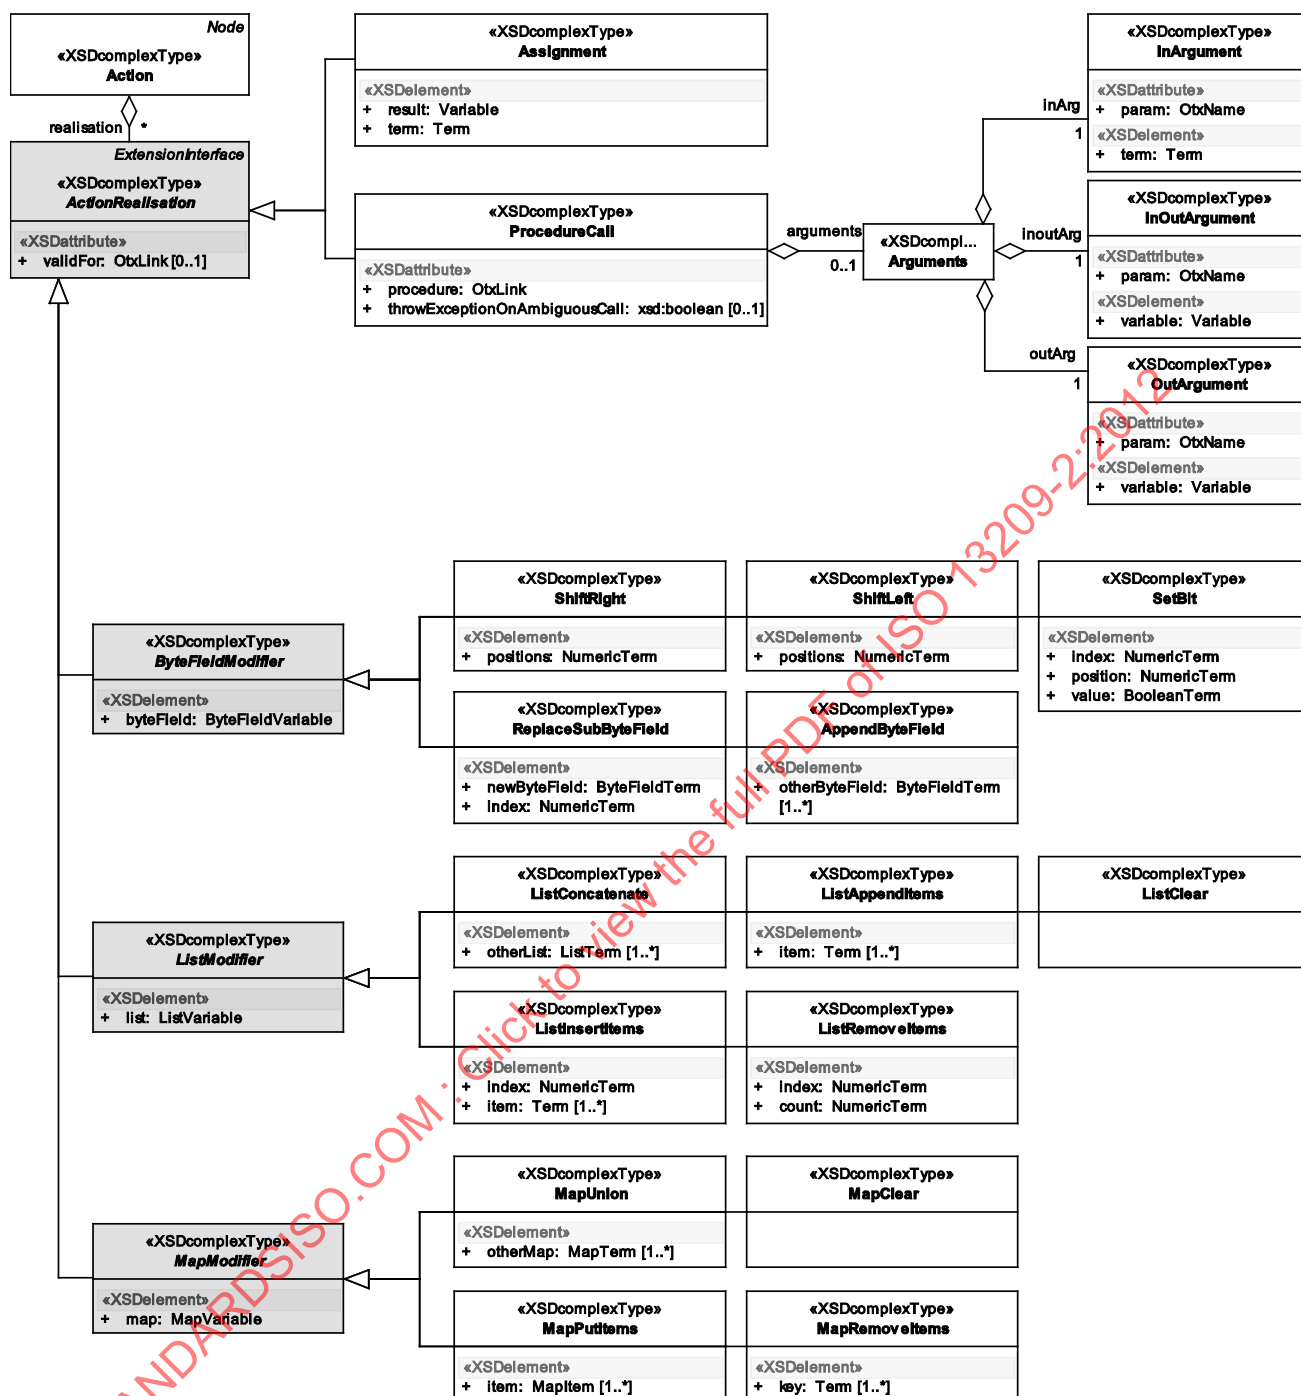 Node
«XSDcomplexType»
Action
realisation *
ExtensionInterface
«XSDcomplexType»
ActionRealisation
«XSDattribute»
+ validFor: OtxLink [0..1]
«XSDcomplexType»
Assignment
«XSDelement»
+ result: Variable
+ term: Term
«XSDcomplexType»
ProcedureCall
«XSDattribute»
+ procedure: OtxLink
+ throwExceptionOnAmbiguousCall: xsd:boolean [0..1]
arguments
0..1
«XSDcompl...
Arguments
inArg
1
inoutArg
1
outArg
1
«XSDcomplexType»
InArgument
«XSDattribute»
+ param: OtxName
«XSDelement»
+ term: Term
«XSDcomplexType»
InOutArgument
«XSDattribute»
+ param: OtxName
«XSDelement»
+ variable: Variable
«XSDcomplexType»
OutArgument
«XSDattribute»
+ param: OtxName
«XSDelement»
+ variable: Variable
«XSDcomplexType»
ByteFieldModifier
«XSDelement»
+ byteField: ByteFieldVariable
«XSDcomplexType»
ShiftRight
«XSDelement»
+ positions: NumericTerm
«XSDcomplexType»
ShiftLeft
«XSDelement»
+ positions: NumericTerm
«XSDcomplexType»
SetBit
«XSDelement»
+ index: NumericTerm
+ position: NumericTerm
+ value: BooleanTerm
«XSDcomplexType»
ReplaceSubByteField
«XSDelement»
+ newByteField: ByteFieldTerm
+ index: NumericTerm
«XSDcomplexType»
AppendByteField
«XSDelement»
+ otherByteField: ByteFieldTerm
[1..*]
«XSDcomplexType»
ListModifier
«XSDelement»
+ list: ListVariable
«XSDcomplexType»
ListConcatenate
«XSDelement»
+ otherList: ListTerm [1..*]
«XSDcomplexType»
ListAppendItems
«XSDelement»
+ item: Term [1..*]
«XSDcomplexType»
ListClear
«XSDcomplexType»
ListInsertItems
«XSDelement»
+ index: NumericTerm
+ item: Term [1..*]
«XSDcomplexType»
ListRemoveItems
«XSDelement»
+ index: NumericTerm
+ count: NumericTerm
«XSDcomplexType»
MapModifier
«XSDelement»
+ map: MapVariable
«XSDcomplexType»
MapUnion
«XSDelement»
+ otherMap: MapTerm [1..*]
«XSDcomplexType»
MapClear
«XSDcomplexType»
MapPutItems
«XSDelement»
+ item: MapItem [1..*]
«XSDcomplexType»
MapRemoveItems
«XSDelement»
+ key: Term [1..*]
ANDARDSISO.COM : Click to view the full PDF of ISO 13209-2:2012